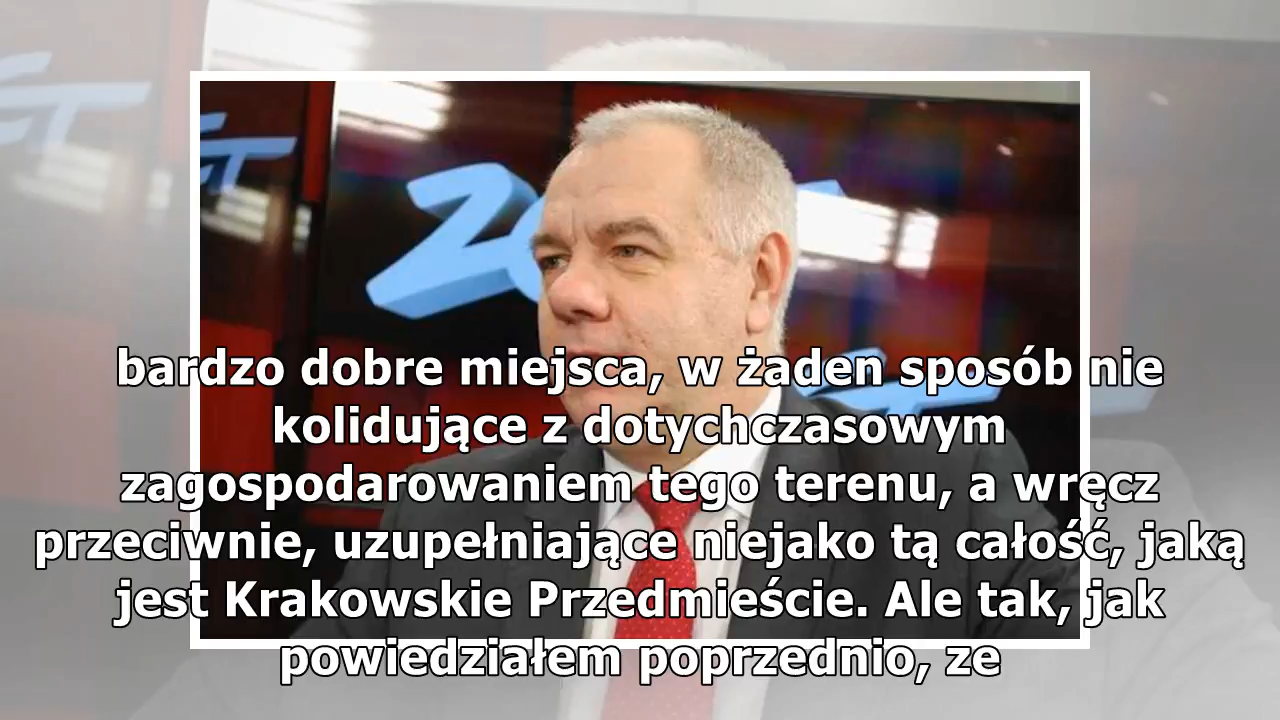 ZET
bardzo dobre miejsca, w żaden sposób nie
kolidujące z dotychczasowym
zagospodarowaniem tego terenu, a wręcz
przeciwnie, uzupełniające niejako tą całość, jaką
jest Krakowskie Przedmieście. Ale tak, jak
powiedziałem poprzednio, ze